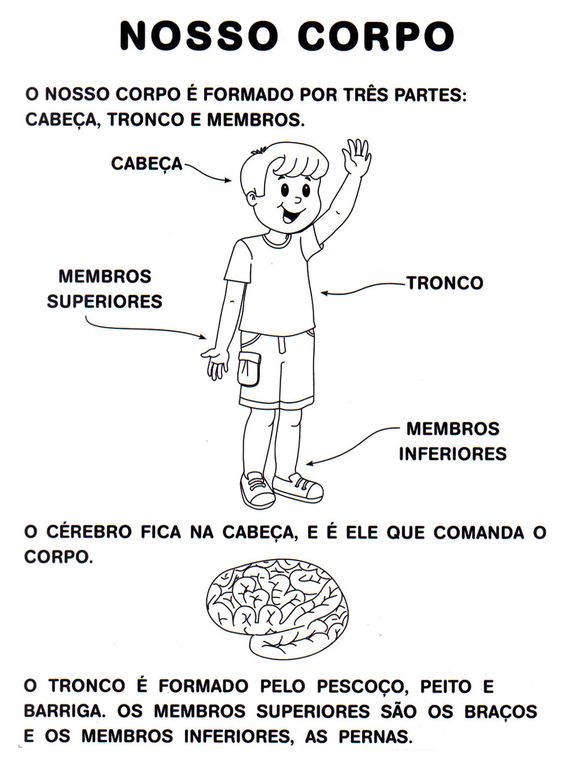 NOSSO CORPO
O NOSSO CORPO É FORMADO POR TRÊS PARTES:
CABEÇA, TRONCO E MEMBROS.
CABEÇA
MEMBROS
SUPERIORES
TRONCO
MEMBROS
INFERIORES
O CÉREBRO FICA NA CABEÇA, E É ELE QUE COMANDA O
CORPO.
O TRONCO É FORMADO PELO PESCOÇO, PEITO E
BARRIGA. OS MEMBROS SUPERIORES SÃO OS BRAÇOS
E OS MEMBROS INFERIORES, AS PERNAS.